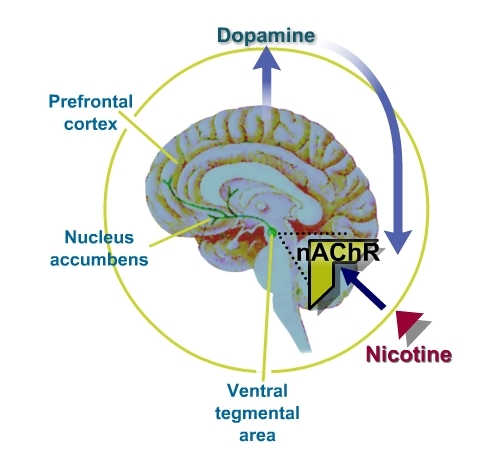 Dopamine
Prefrontal
cortex
Nucleus
accumbens
nAChR
Nicotine
Ventral
tegmental
area